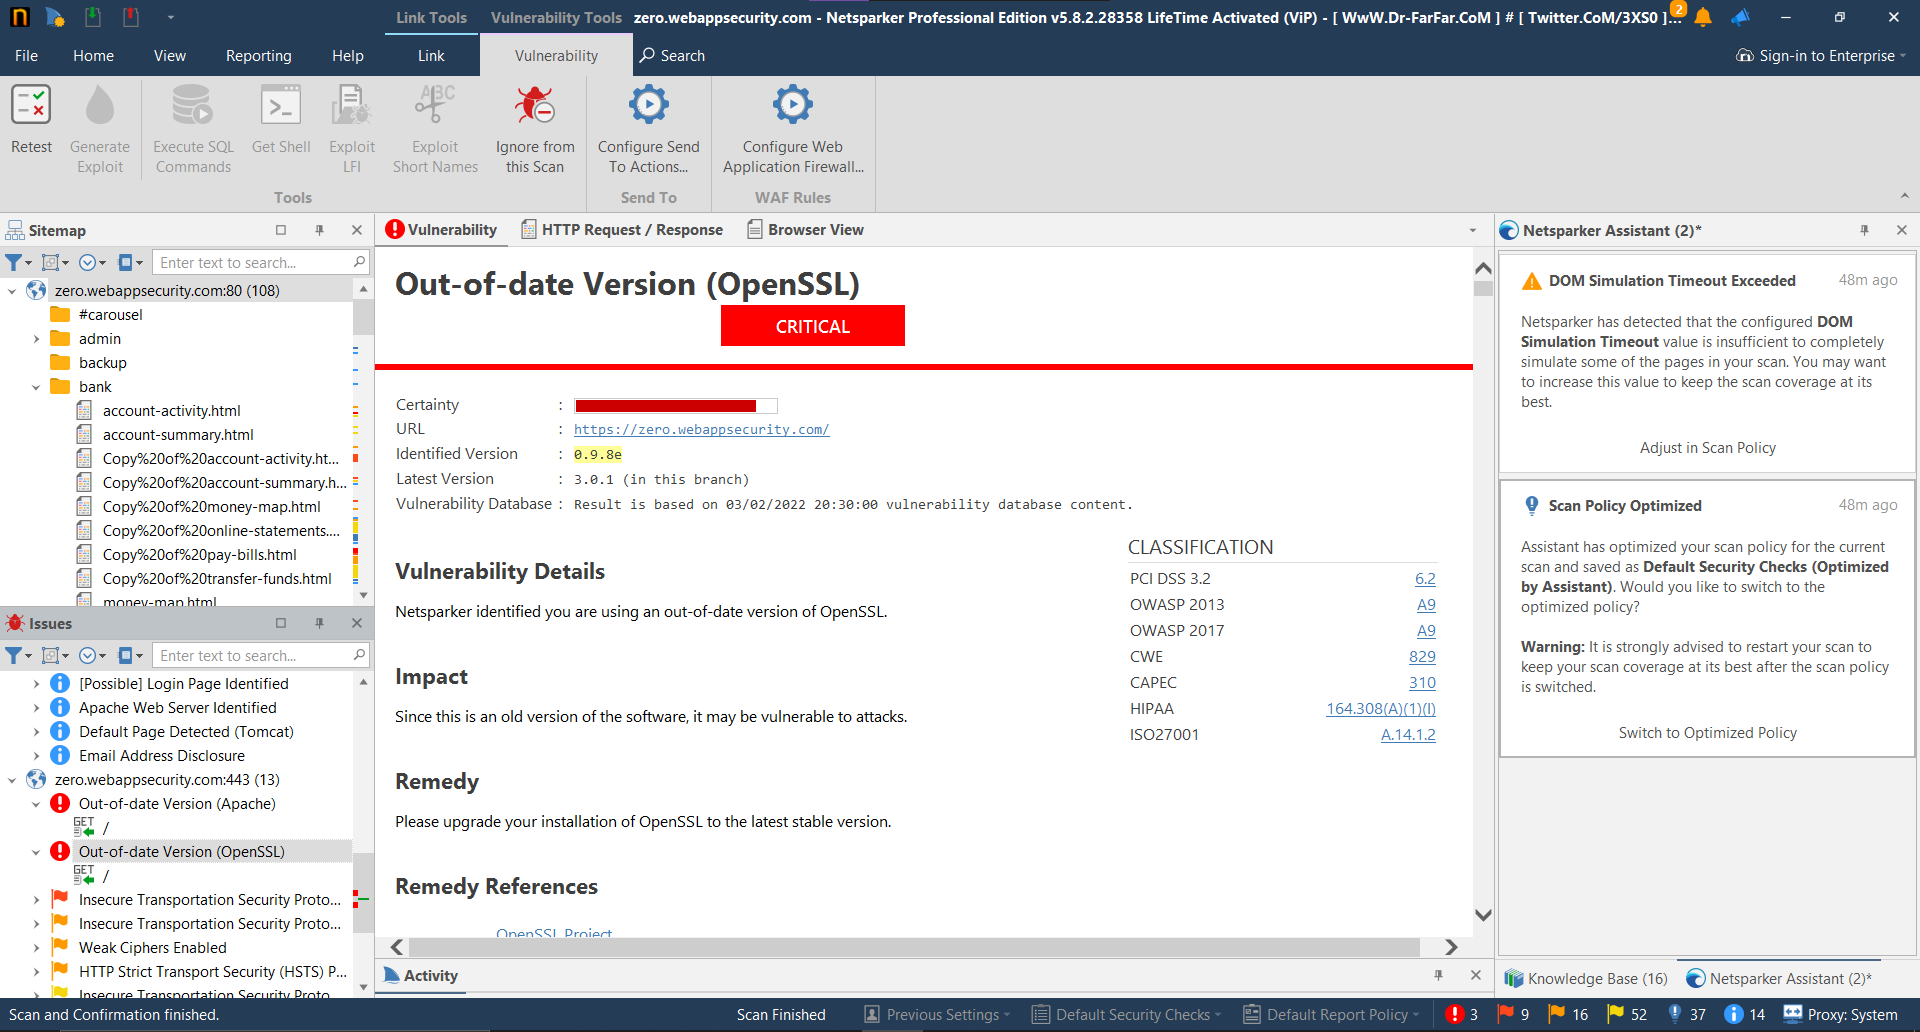 Link Tools
Vulnerability Tools
zero.webappsecurity.com - Netsparker Professional Edition v5.8.2.28358 LifeTime Activated (ViP) - [ WwW.Dr-FarFar.CoM ] # [ Twitter.CoM/3XS0 ]...
2
File
Home
View
Reporting
Help
Link
Vulnerability
Search
Sign-in to Enterprise
Retest
Generate
Exploit
Execute SQL
Commands
Get Shell
Exploit
LFI
ABC
Exploit
Short Names
Ignore from
this Scan
Configure Send
To Actions...
Configure Web
Application Firewall...
Tools
Send To
WAF Rules
Sitemap
Enter text to search...
zero.webappsecurity.com:80 (108)
#carousel
admin
backup
bank
account-activity.html
account-summary.html
Copy%20of%20account-activity.ht...
Copy%20of%20account-summary.h...
Copy%20of%20money-map.html
Copy%20of%20online-statements....
Copy%20of%20pay-bills.html
Copy%20of%20transfer-funds.html
money-map.html
Issues
Enter text to search...
[Possible] Login Page Identified
Apache Web Server Identified
Default Page Detected (Tomcat)
Email Address Disclosure
zero.webappsecurity.com:443 (13)
Out-of-date Version (Apache)
GET /
Out-of-date Version (OpenSSL)
GET /
Insecure Transportation Security Proto...
Insecure Transportation Security Proto...
Weak Ciphers Enabled
HTTP Strict Transport Security (HSTS) P...
Insecure Transportation Security Proto...
Vulnerability
HTTP Request / Response
Browser View
Out-of-date Version (OpenSSL)
CRITICAL
Certainty :
URL : https://zero.webappsecurity.com/
Identified Version : 0.9.8e
Latest Version : 3.0.1 (in this branch)
Vulnerability Database : Result is based on 03/02/2022 20:30:00 vulnerability database content.
Vulnerability Details
Netsparker identified you are using an out-of-date version of OpenSSL.
Impact
Since this is an old version of the software, it may be vulnerable to attacks.
Remedy
Please upgrade your installation of OpenSSL to the latest stable version.
Remedy References
OpenSSL Project
CLASSIFICATION
PCI DSS 3.2 6.2
OWASP 2013 A9
OWASP 2017 A9
CWE 829
CAPEC 310
HIPAA 164.308(A)(1)(I)
ISO27001 A.14.1.2
Activity
Netsparker Assistant (2)*
DOM Simulation Timeout Exceeded 48m ago
Netsparker has detected that the configured DOM
Simulation Timeout value is insufficient to completely
simulate some of the pages in your scan. You may want
to increase this value to keep the scan coverage at its
best.
Adjust in Scan Policy
Scan Policy Optimized 48m ago
Assistant has optimized your scan policy for the current
scan and saved as Default Security Checks (Optimized
by Assistant). Would you like to switch to the
optimized policy?
Warning: It is strongly advised to restart your scan to
keep your scan coverage at its best after the scan policy
is switched.
Switch to Optimized Policy
Knowledge Base (16)
Netsparker Assistant (2)*
Scan and Confirmation finished.
Scan Finished
Previous Settings
Default Security Checks
Default Report Policy
3
9
16
52
37
14
Proxy: System